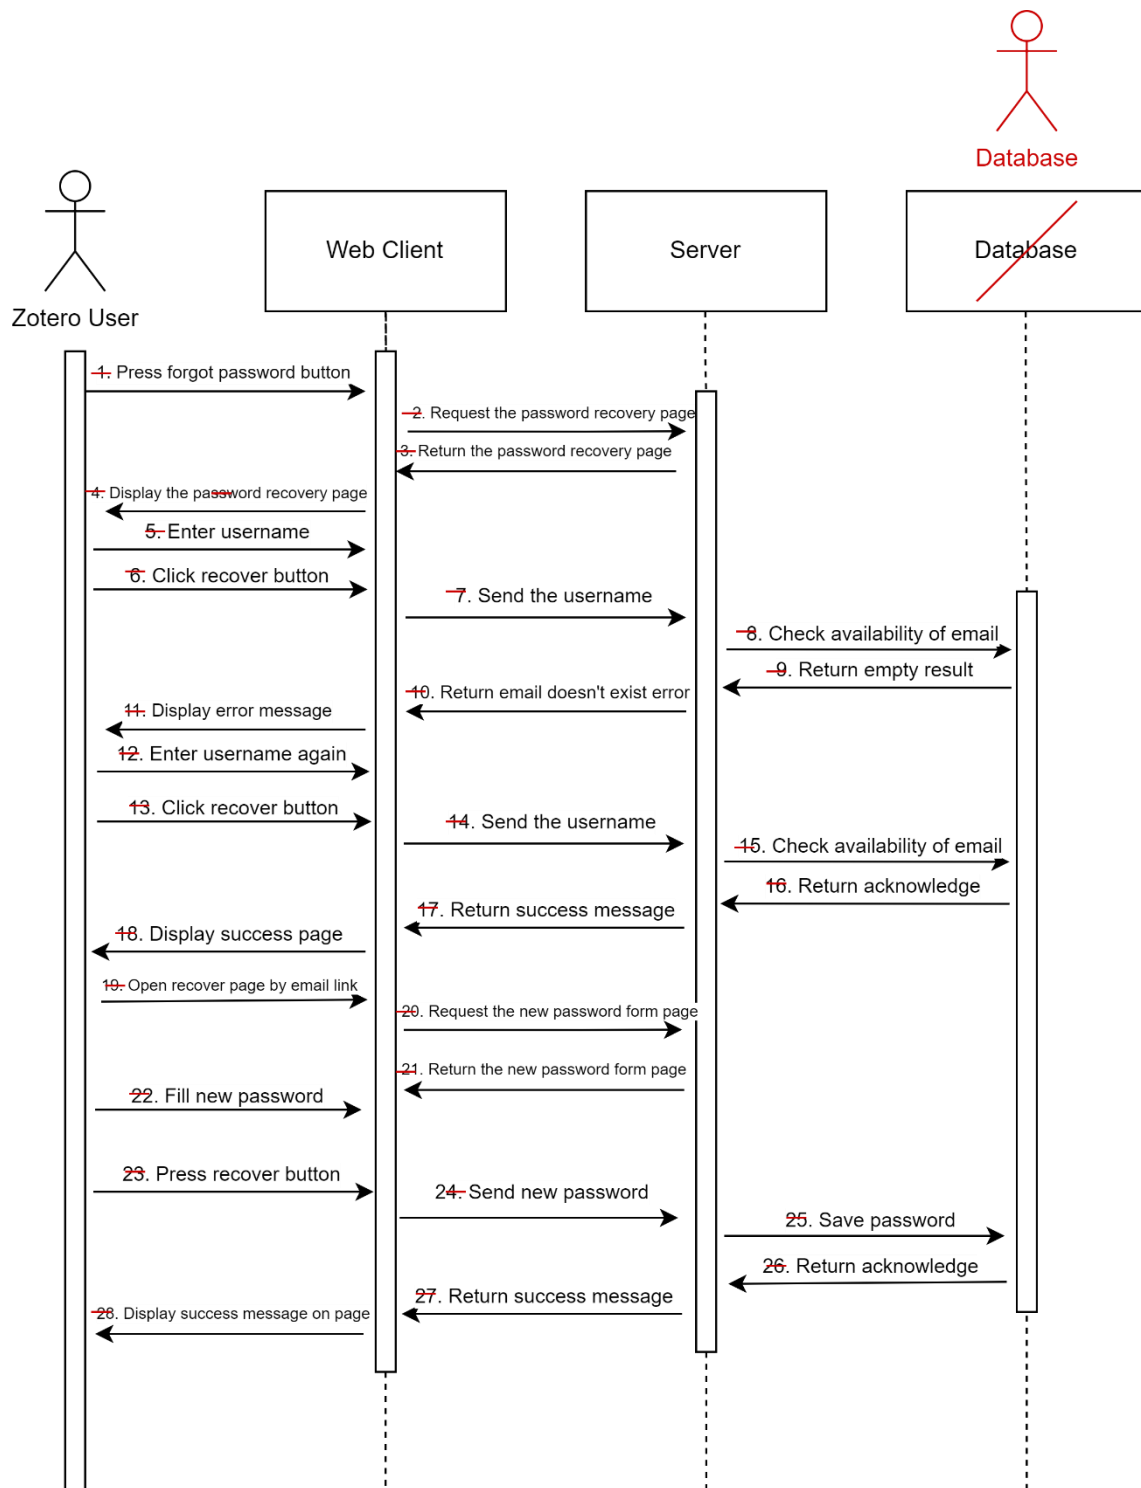 Database
Web Client
Server
Database
Zotero User
1. Press forgot password button
2. Request the password recovery page
3. Return the password recovery page
4. Display the password recovery page
5. Enter username
6. Click recover button
7. Send the username
8. Check availability of email
9. Return empty result
10. Return email doesn't exist error
11. Display error message
12. Enter username again
13. Click recover button
14. Send the username
15. Check availability of email
16. Return acknowledge
17. Return success message
18. Display success page
19. Open recover page by email link
20. Request the new password form page
21. Return the new password form page
22. Fill new password
23. Press recover button
24. Send new password
25. Save password
26. Return acknowledge
27. Return success message
28. Display success message on page